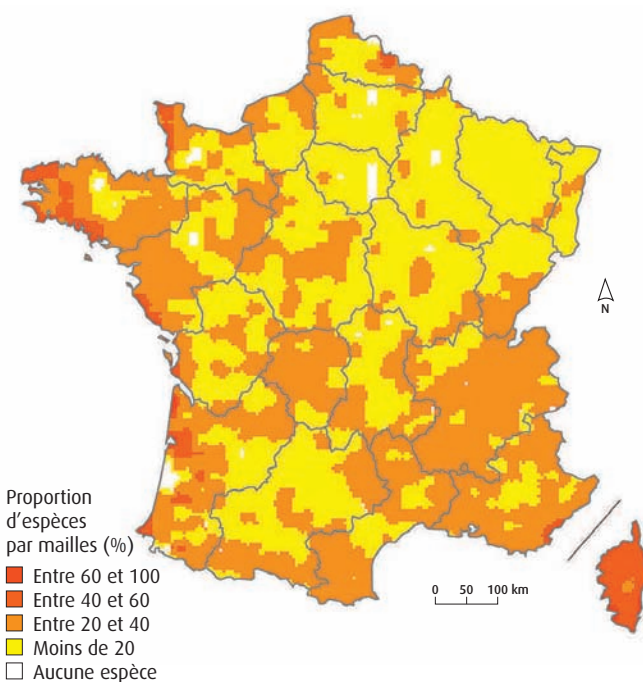 N
Proportion
d'espèces
par mailles (%)
Entre 60 et 100
Entre 40 et 60
Entre 20 et 40
Moins de 20
Aucune espèce
0 50 100 km